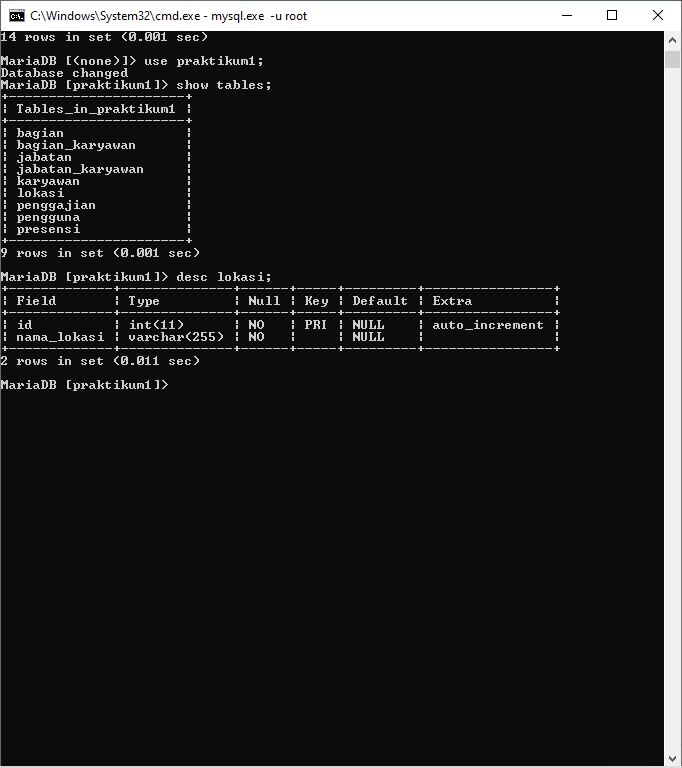 C:\Windows\System32\cmd.exe - mysql.exe -u root
14 rows in set (0.001 sec)
MariaDB [(none)]> use praktikum1;
Database changed
MariaDB [praktikum1]> show tables;
+----------------------+
| Tables_in_praktikum1 |
+----------------------+
| bagian               |
| bagian_karyawan      |
| jabatan              |
| jabatan_karyawan     |
| karyawan             |
| lokasi               |
| penggajian           |
| pengguna             |
| presensi             |
+----------------------+
9 rows in set (0.001 sec)
MariaDB [praktikum1]> desc lokasi;
+-------------+--------------+------+-----+---------+----------------+
| Field       | Type         | Null | Key | Default | Extra          |
+-------------+--------------+------+-----+---------+----------------+
| id          | int(11)      | NO   | PRI | NULL    | auto_increment |
| nama_lokasi | varchar(255) | NO   |     | NULL    |                |
+-------------+--------------+------+-----+---------+----------------+
2 rows in set (0.011 sec)
MariaDB [praktikum1]>